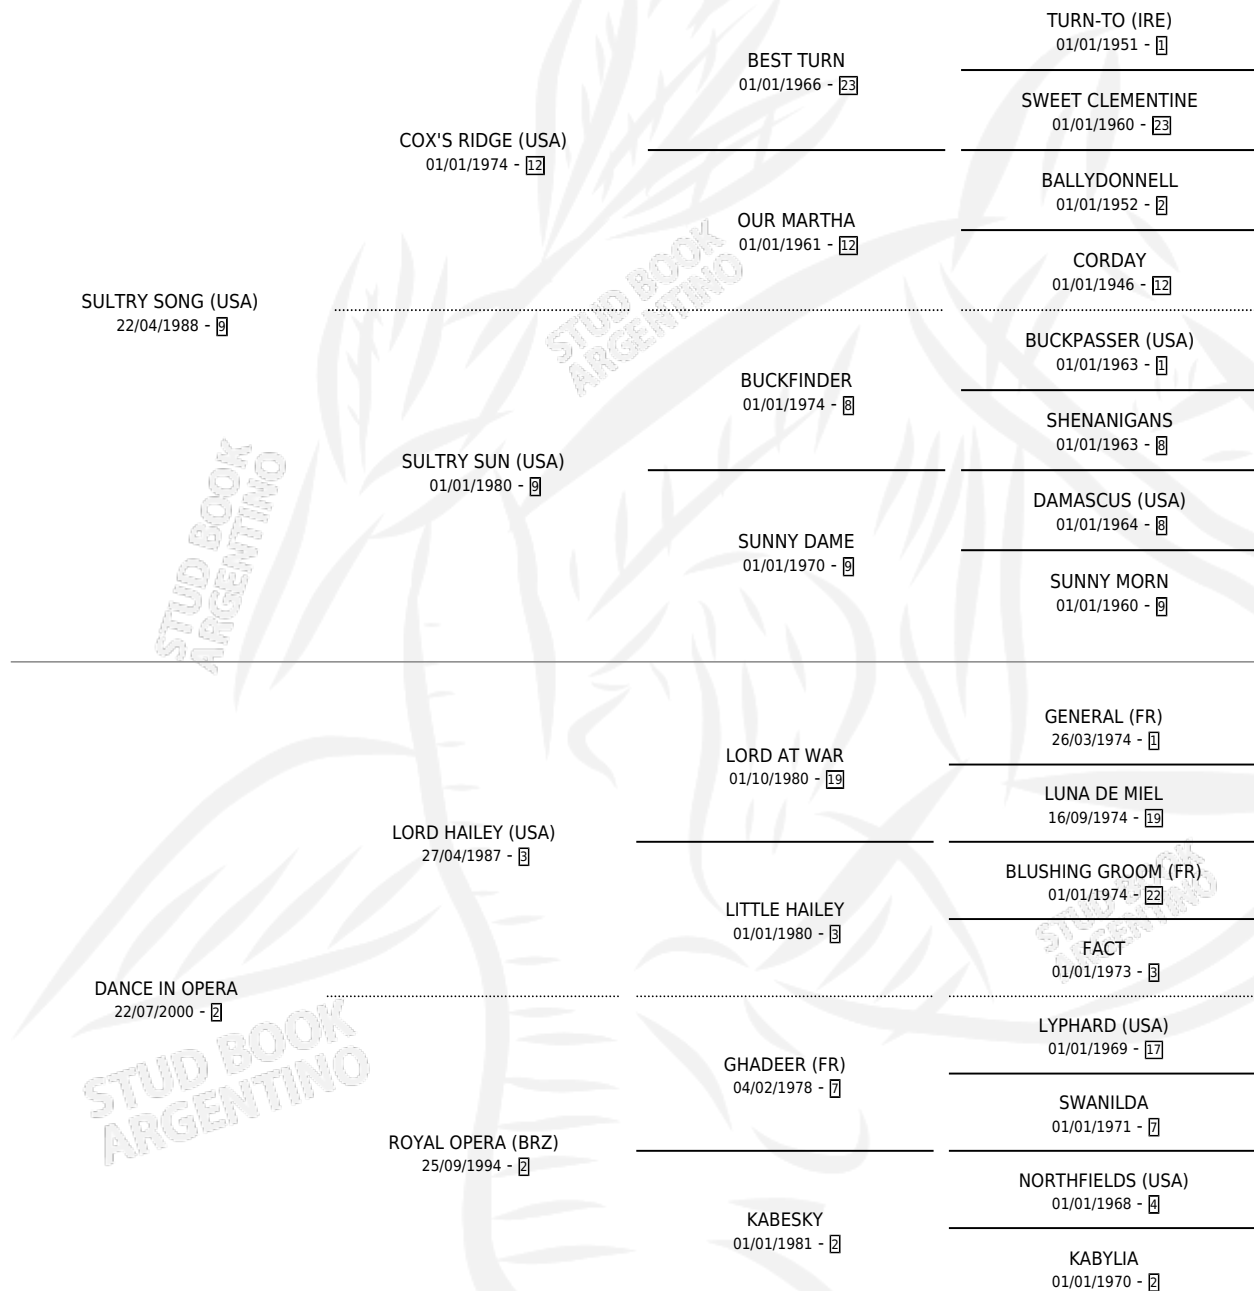 TURN-TO (IRE)
01/01/1951 - 1
BEST TURN
01/01/1966 - 23
SWEET CLEMENTINE
01/01/1960 - 23
COX'S RIDGE (USA)
01/01/1974 - 12
BALLYDONNELL
01/01/1952 - 2
OUR MARTHA
01/01/1961 - 12
CORDAY
01/01/1946 - 12
SULTRY SONG (USA)
22/04/1988 - 9
BUCKPASSER (USA)
01/01/1963 - 1
BUCKFINDER
01/01/1974 - 8
SHENANIGANS
01/01/1963 - 8
SULTRY SUN (USA)
01/01/1980 - 9
DAMASCUS (USA)
01/01/1964 - 8
SUNNY DAME
01/01/1970 - 9
SUNNY MORN
01/01/1960 - 9
GENERAL (FR)
26/03/1974 - 1
LORD AT WAR
01/10/1980 - 19
LUNA DE MIEL
16/09/1974 - 19
LORD HAILEY (USA)
27/04/1987 - 3
BLUSHING GROOM (FR)
01/01/1974 - 22
LITTLE HAILEY
01/01/1980 - 3
FACT
01/01/1973 - 3
DANCE IN OPERA
22/07/2000 - 2
LYPHARD (USA)
01/01/1969 - 17
GHADEER (FR)
04/02/1978 - 7
SWANILDA
01/01/1971 - 7
ROYAL OPERA (BRZ)
25/09/1994 - 2
NORTHFIELDS (USA)
01/01/1968 - 4
KABESKY
01/01/1981 - 2
KABYLIA
01/01/1970 - 2
STUD BOOK
ARGENTINO
STUD BOOK
ARGENTINO
STUD BOOK
ARGENTINO
STUD BOOK
ARGENTINO